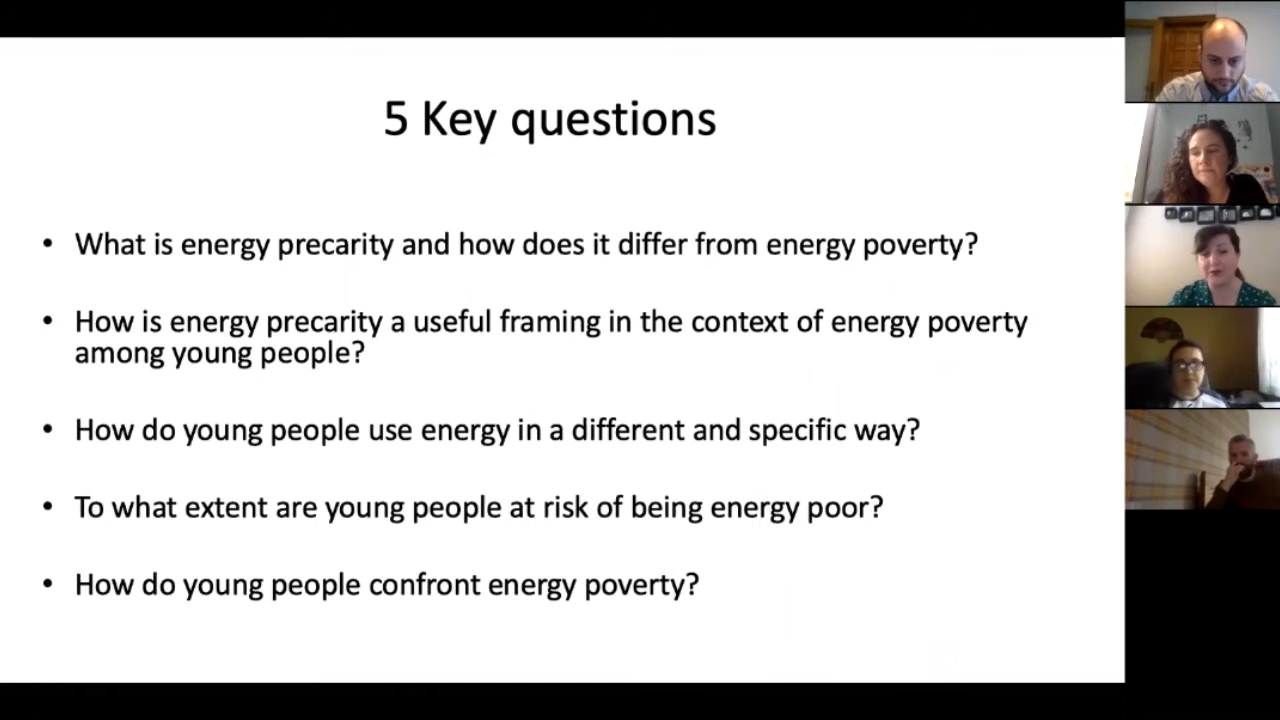 5 Key questions
• What is energy precarity and how does it differ from energy poverty?
• How is energy precarity a useful framing in the context of energy poverty
among young people?
• How do young people use energy in a different and specific way?
• To what extent are young people at risk of being energy poor?
• How do young people confront energy poverty?